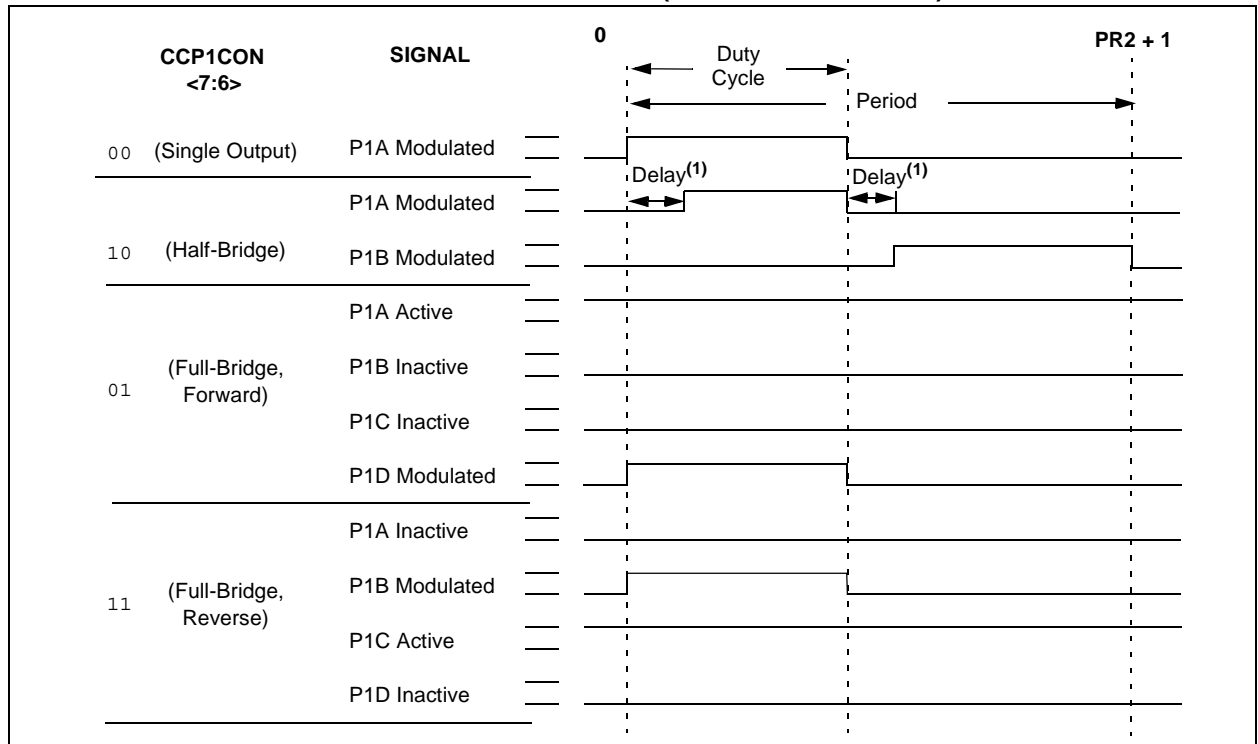 0
PR2 + 1
CCP1CON
<7:6>
SIGNAL
Duty
Cycle
Period
00 (Single Output) P1A Modulated
Delay(1) Delay(1)
P1A Modulated
10 (Half-Bridge) P1B Modulated
P1A Active
01 (Full-Bridge,
Forward)
P1B Inactive
P1C Inactive
P1D Modulated
P1A Inactive
11 (Full-Bridge,
Reverse)
P1B Modulated
P1C Active
P1D Inactive